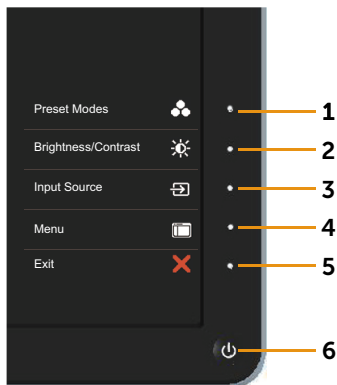 Preset Modes 1
Brightness/Contrast 2
Input Source 3
Menu 4
Exit 5
6